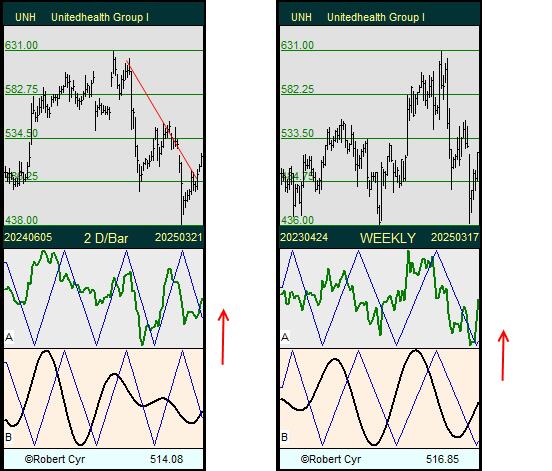 UNH Unitedhealth Group I
631.00
582.75
534.50
438.00
20240605 2 D/Bar 20250321
A
B
©Robert Cyr 514.08
UNH Unitedhealth Group I
631.00
582.25
533.50
436.00
20230424 WEEKLY 20250317
A
B
©Robert Cyr 516.85